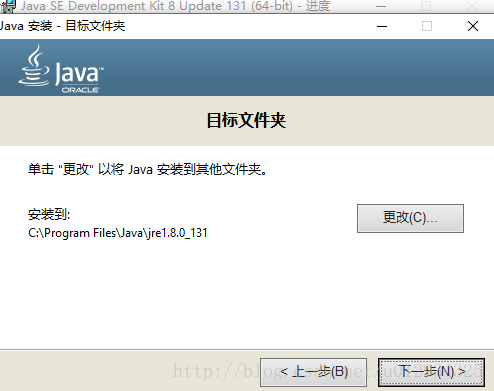 Java SE Development Kit 8 Update 131 (64-bit) - 进度
Java 安装 - 目标文件夹
Java™
ORACLE
目标文件夹
单击 "更改" 以将 Java 安装到其他文件夹。
安装到:
更改(C)...
C:\Program Files\Java\jre1.8.0_131
http://blog.csdn.net/u0
< 上一步(B)
下一步(N) >